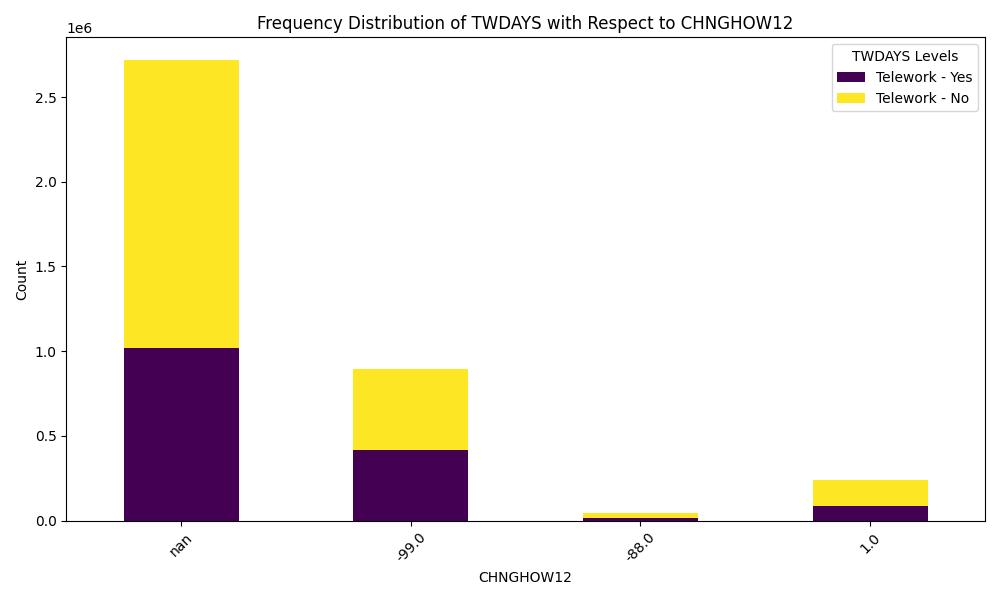 Frequency Distribution of TWDAYS with Respect to CHNGHOW12
1e6
TWDAYS Levels
Telework - Yes
Telework - No
2.5
2.0
1.5
1.0
0.5
0.0
Count
nan
-99.0
-88.0
1.0
CHNGHOW12